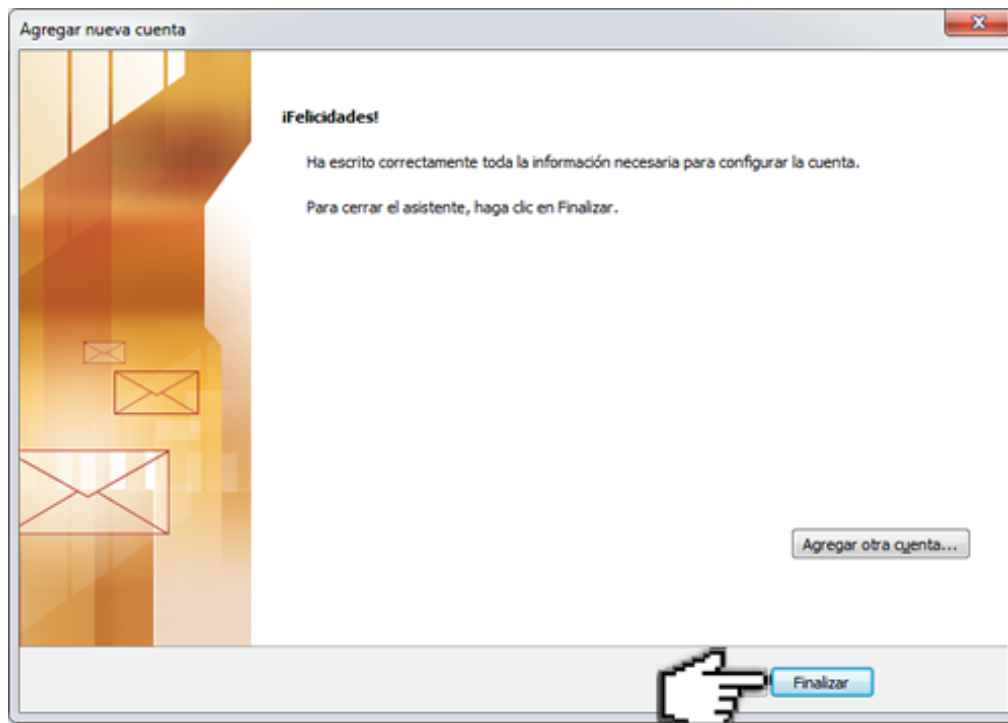 Agregar nueva cuenta
¡Felicidades!
Ha escrito correctamente toda la información necesaria para configurar la cuenta.
Para cerrar el asistente, haga clic en Finalizar.
Agregar otra cuenta...
Finalizar